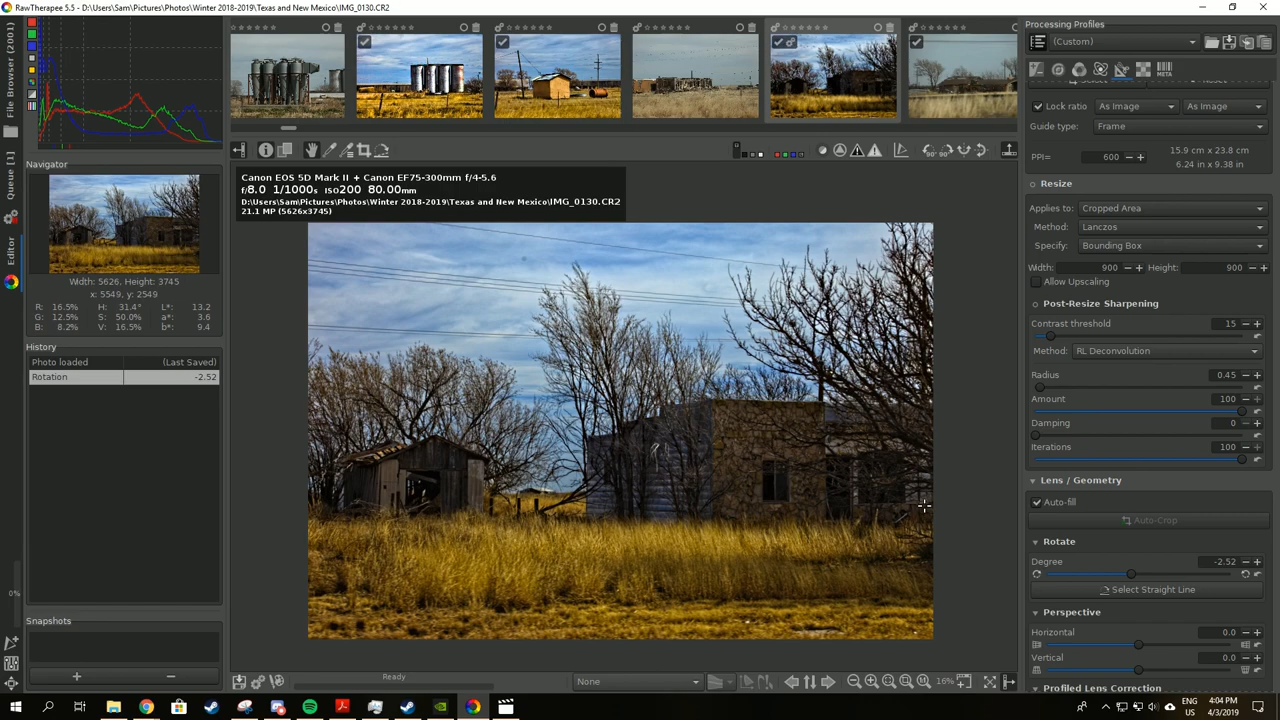 RawTherapee 5.5 - D:\Users\Sam\Pictures\Photos\Winter 2018-2019\Texas and New Mexico\IMG_0130.CR2
File Browser (2001)
Queue [1]
Editor
0%
Navigator
Width: 5626, Height: 3745
x: 5549, y: 2549
R: 16.5% H: 31.4° L*: 13.2
G: 12.5% S: 50.0% a*: 3.6
B: 8.2% V: 16.5% b*: 9.4
History
Photo loaded (Last Saved)
Rotation -2.52
Snapshots
Canon EOS 5D Mark II + Canon EF75-300mm f/4-5.6
f/8.0 1/1000s ISO200 80.00mm
D:\Users\Sam\Pictures\Photos\Winter 2018-2019\Texas and New Mexico\IMG_0130.CR2
21.1 MP (5626x3745)
Ready
None
16%
Processing Profiles
(Custom)
META
Lock ratio As Image As Image
Guide type: Frame
PPI= 600 15.9 cm x 23.8 cm
6.24 in x 9.38 in
Resize
Applies to: Cropped Area
Method: Lanczos
Specify: Bounding Box
Width: 900 Height: 900
Allow Upscaling
Post-Resize Sharpening
Contrast threshold 15
Method: RL Deconvolution
Radius 0.45
Amount 100
Damping 0
Iterations 100
Lens / Geometry
Auto-fill
Auto-Crop
Rotate
Degree -2.52
Select Straight Line
Perspective
Horizontal 0.0
Vertical 0.0
Profiled Lens Correction
ENG
US
4:04 PM
4/3/2019